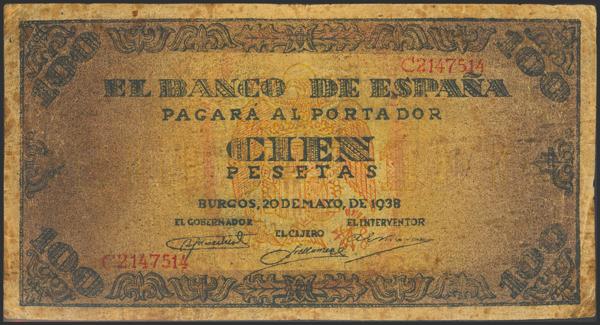 100 100
C2147514
EL BANCO DE ESPAÑA
PAGARÁ AL PORTADOR
CIEN
PESETAS
BURGOS, 20 DE MAYO, DE 1938
EL GOBERNADOR EL CAJERO EL INTERVENTOR
C2147514
100 100